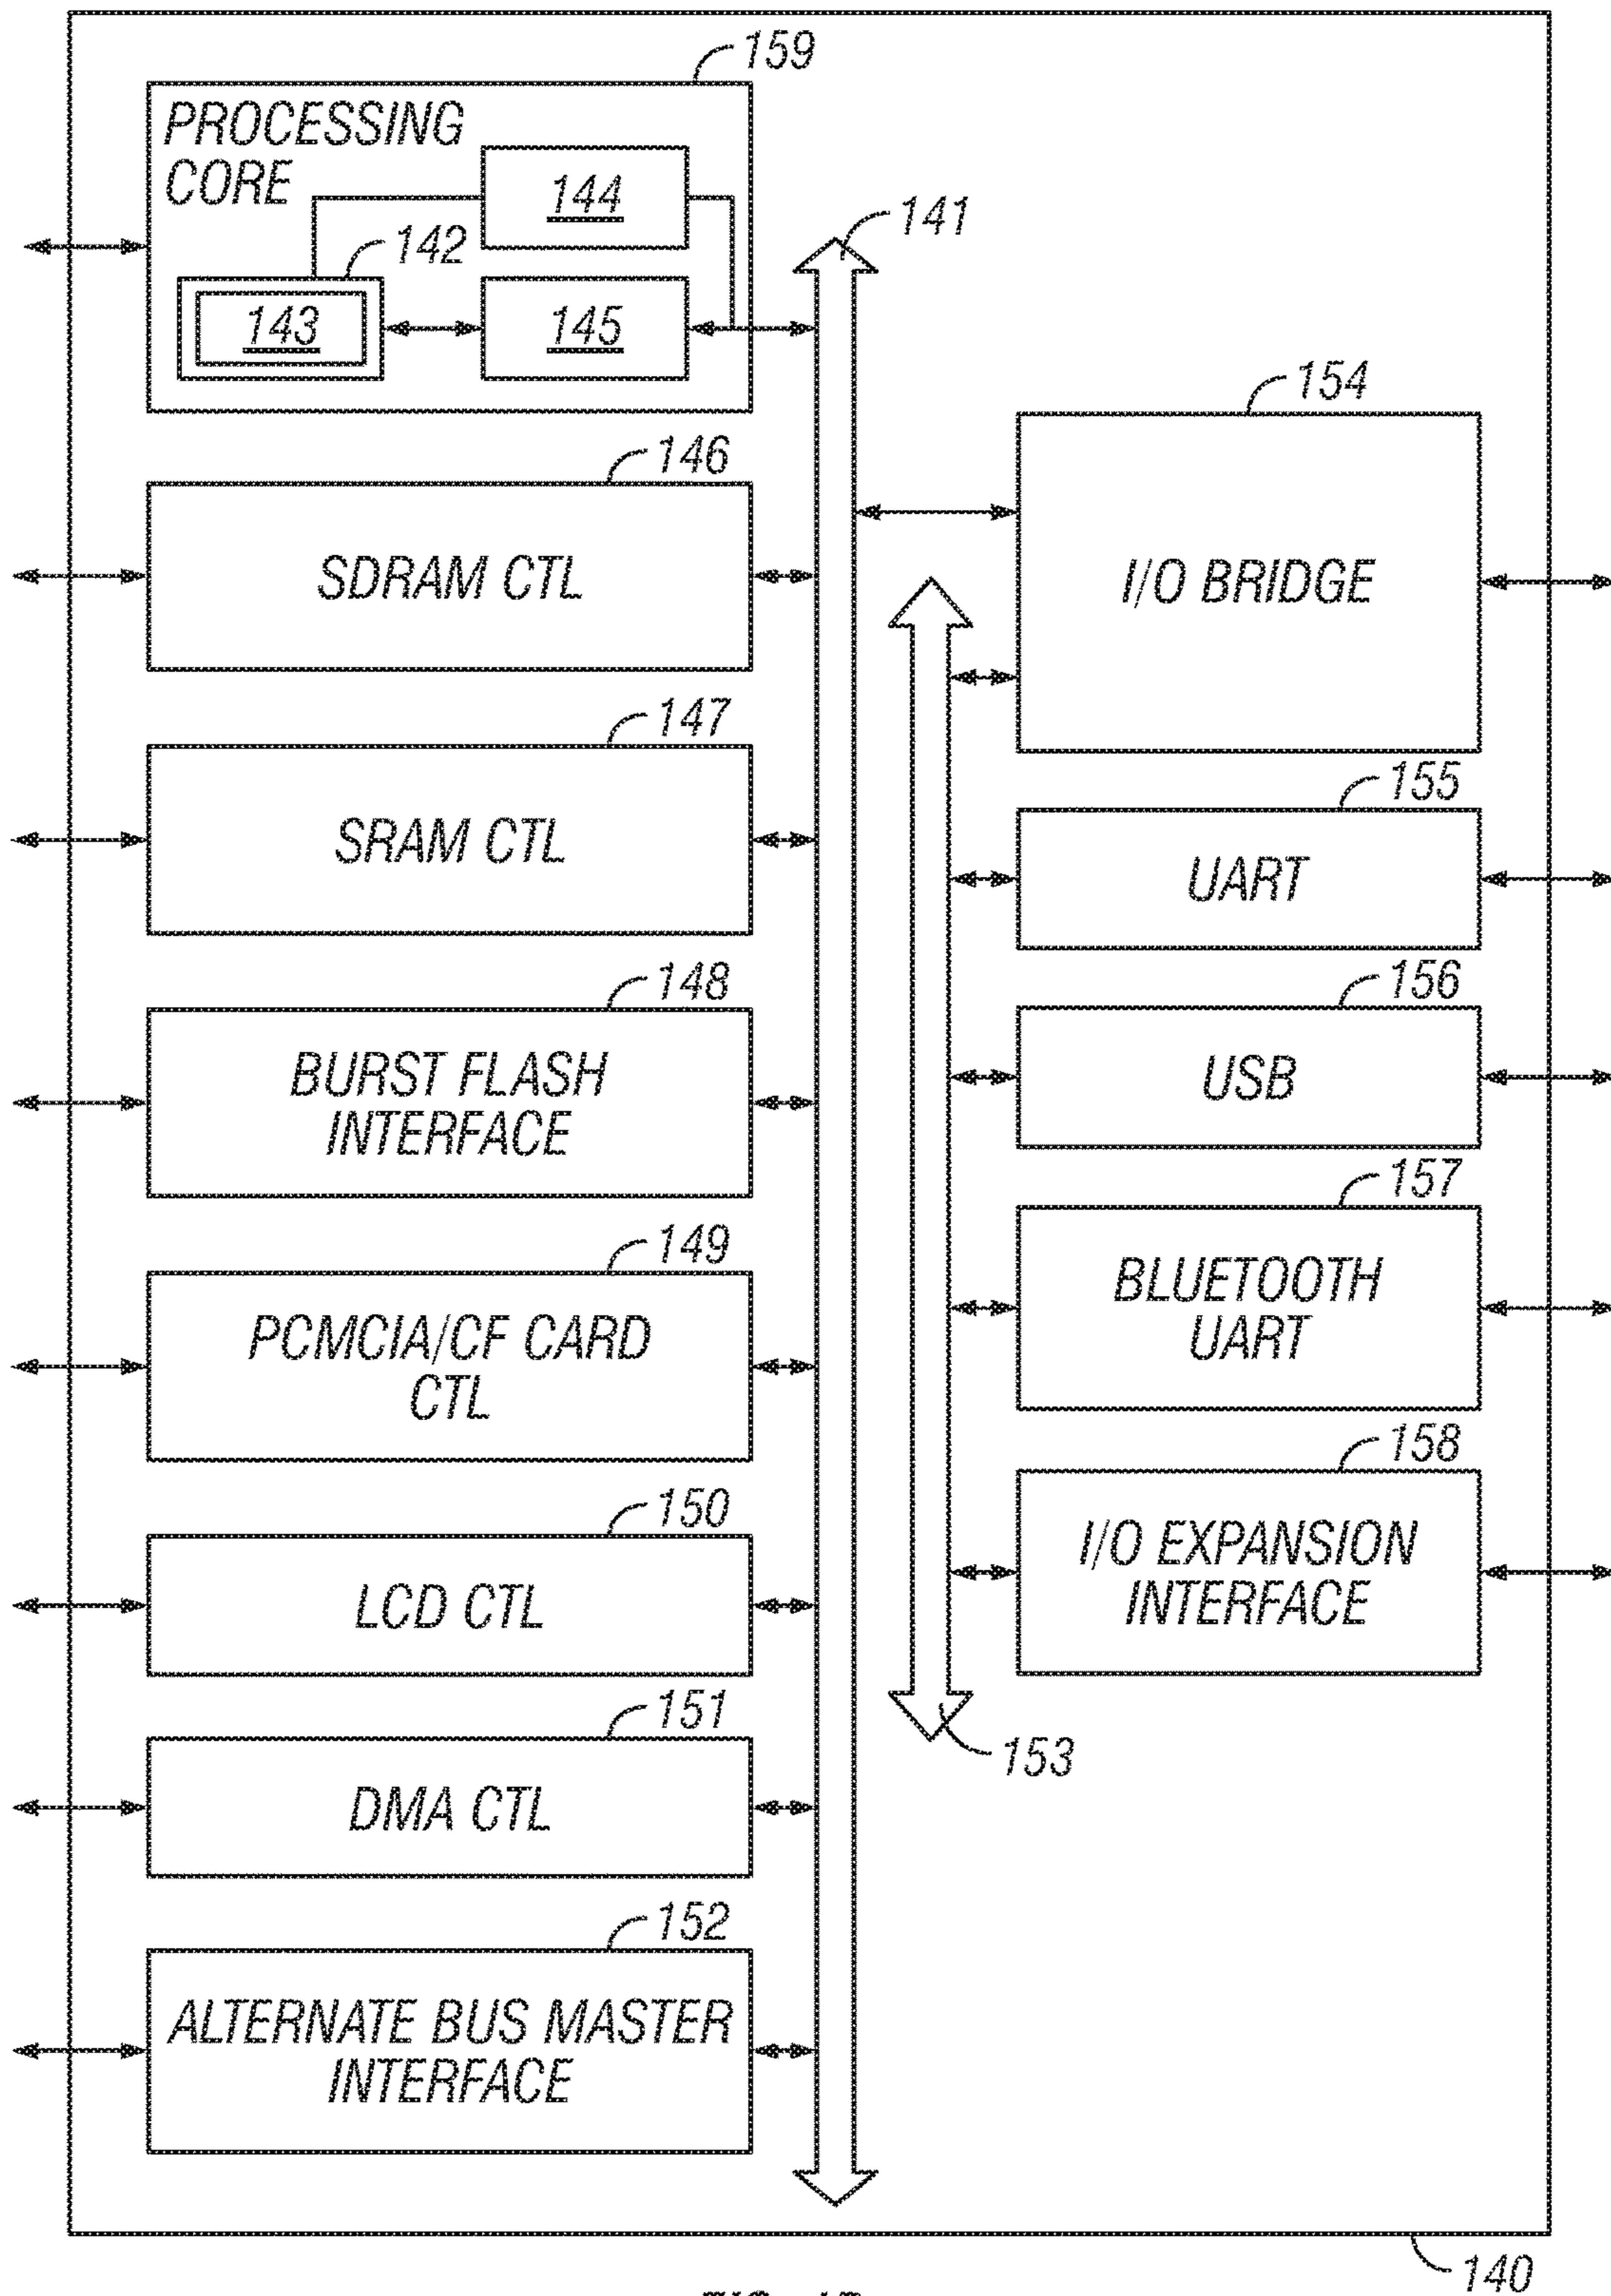 159
PROCESSING
CORE
144
142
143
145
141
154
I/O BRIDGE
146
SDRAM CTL
147
SRAM CTL
155
UART
148
BURST FLASH
INTERFACE
156
USB
157
BLUETOOTH
UART
149
PCMCIA/CF CARD
CTL
158
I/O EXPANSION
INTERFACE
150
LCD CTL
151
DMA CTL
153
152
ALTERNATE BUS MASTER
INTERFACE
140